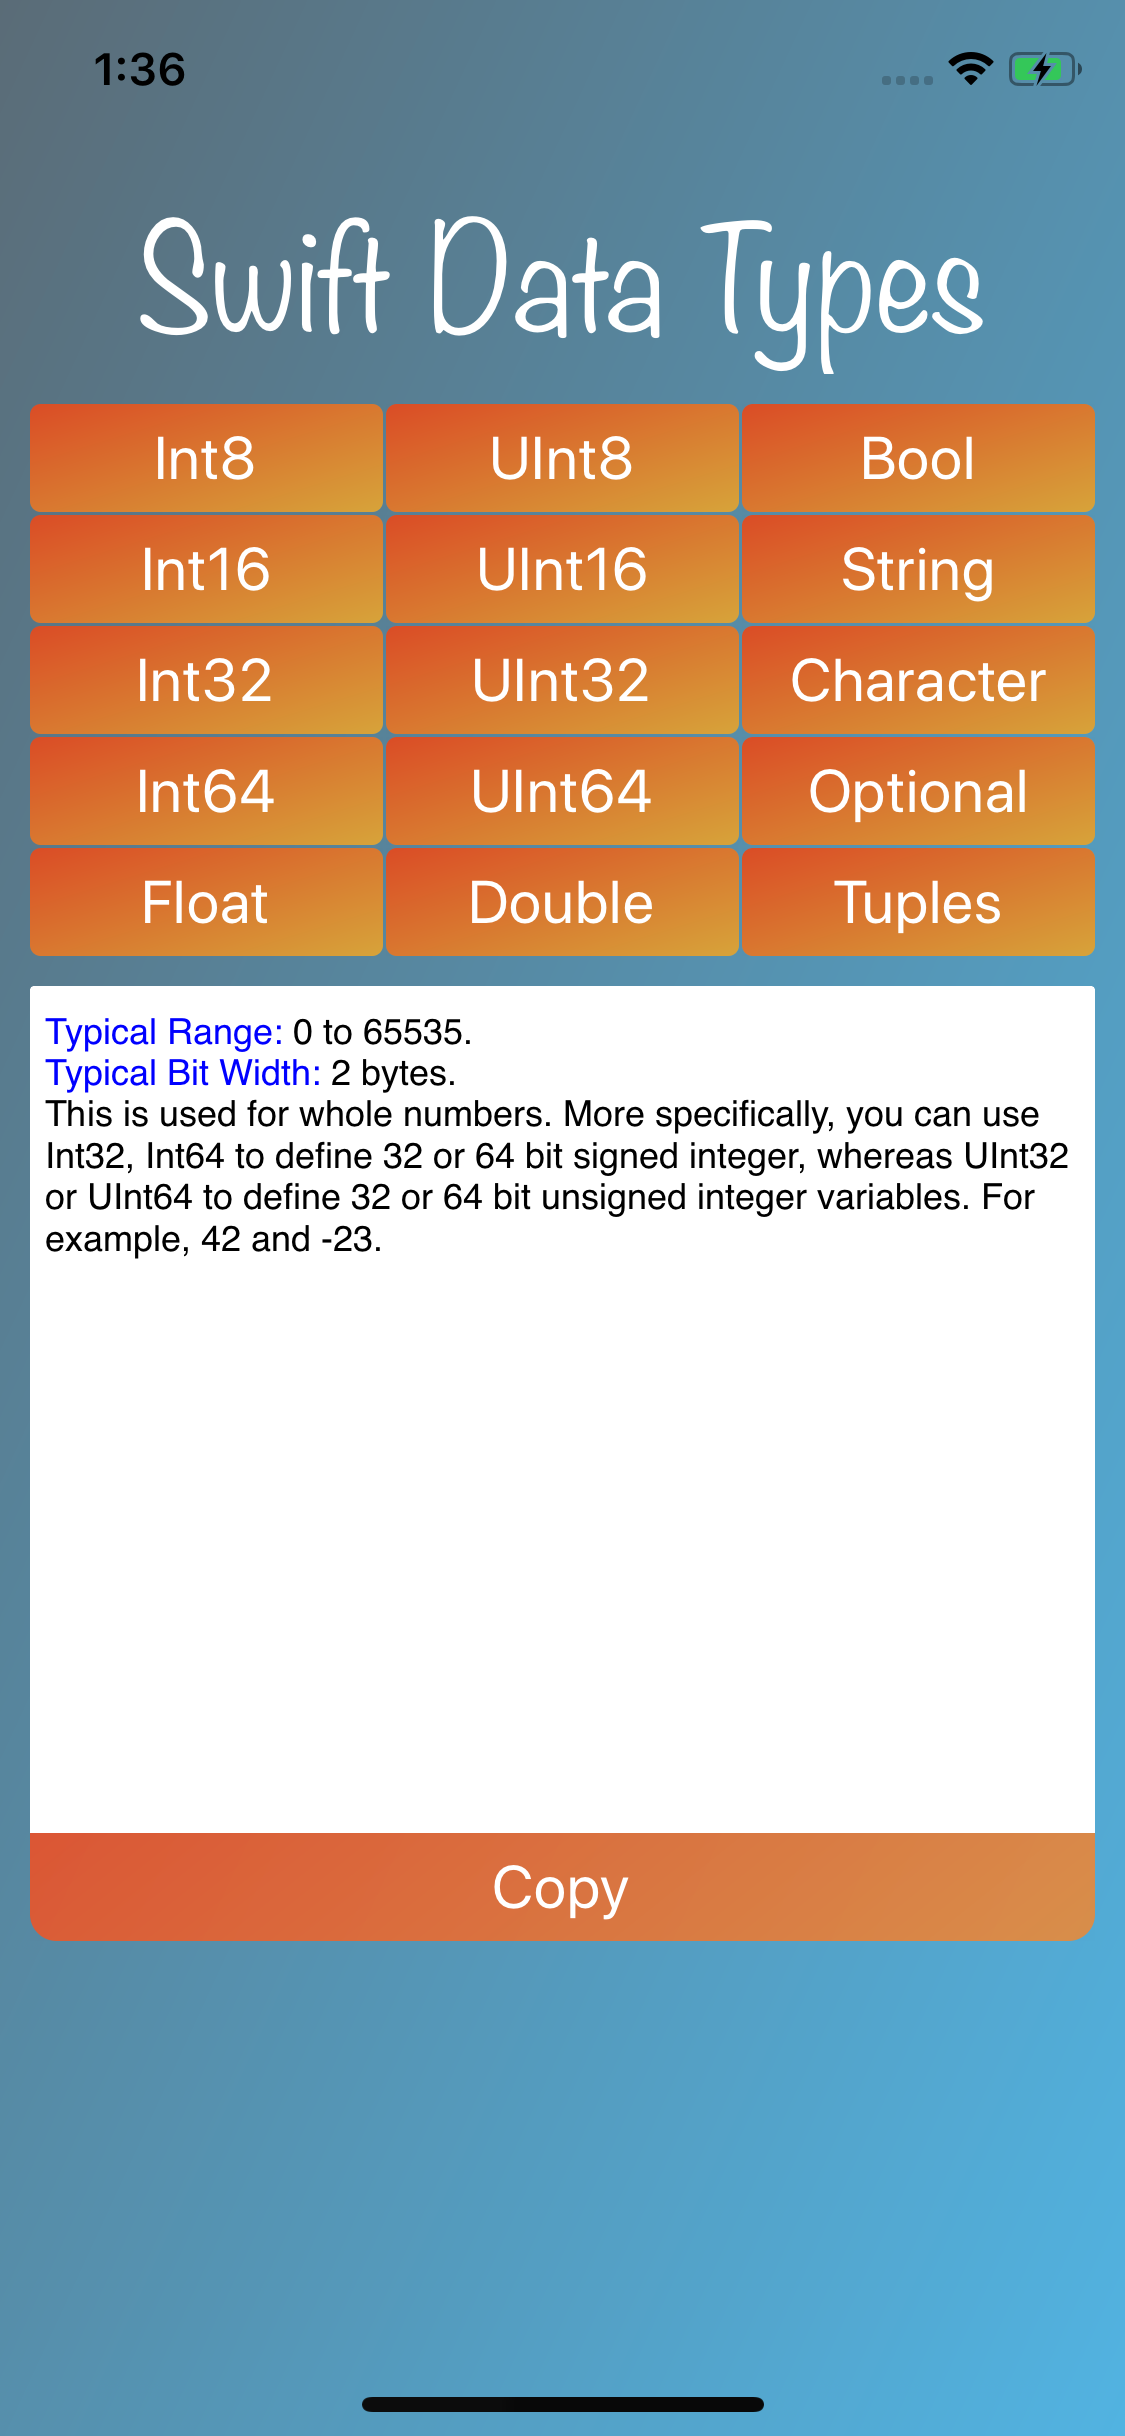 1:36
Swift Data Types
Int8 UInt8 Bool
Int16 UInt16 String
Int32 UInt32 Character
Int64 UInt64 Optional
Float Double Tuples
Typical Range: 0 to 65535.
Typical Bit Width: 2 bytes.
This is used for whole numbers. More specifically, you can use
Int32, Int64 to define 32 or 64 bit signed integer, whereas UInt32
or UInt64 to define 32 or 64 bit unsigned integer variables. For
example, 42 and -23.
Copy